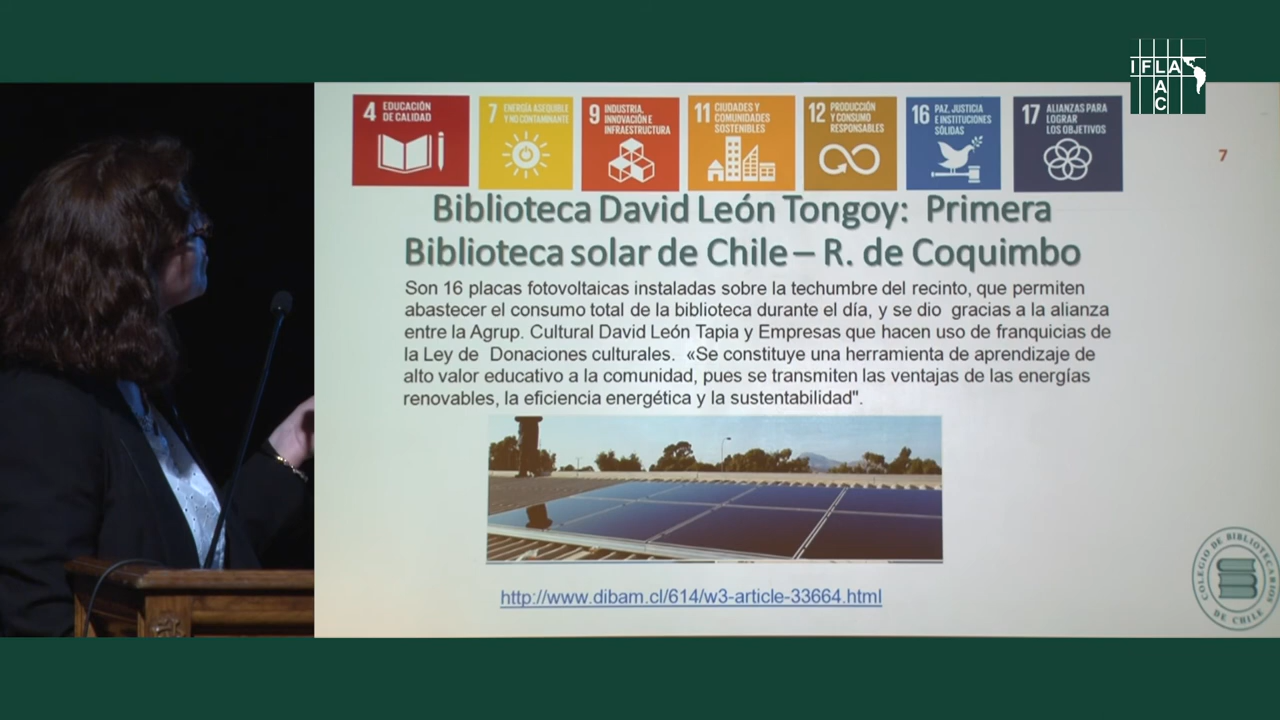 IFLA
LAC
4 EDUCACIÓN
DE CALIDAD
7 ENERGÍA ASEQUIBLE
Y NO CONTAMINANTE
9 INDUSTRIA,
INNOVACIÓN E
INFRAESTRUCTURA
11 CIUDADES Y
COMUNIDADES
SOSTENIBLES
12 PRODUCCIÓN
Y CONSUMO
RESPONSABLES
16 PAZ, JUSTICIA
E INSTITUCIONES
SÓLIDAS
17 ALIANZAS PARA
LOGRAR
LOS OBJETIVOS
7
Biblioteca David León Tongoy: Primera
Biblioteca solar de Chile – R. de Coquimbo
Son 16 placas fotovoltaicas instaladas sobre la techumbre del recinto, que permiten
abastecer el consumo total de la biblioteca durante el día, y se dio gracias a la alianza
entre la Agrup. Cultural David León Tapia y Empresas que hacen uso de franquicias de
la Ley de Donaciones culturales. «Se constituye una herramienta de aprendizaje de
alto valor educativo a la comunidad, pues se transmiten las ventajas de las energías
renovables, la eficiencia energética y la sustentabilidad".
http://www.dibam.cl/614/w3-article-33664.html
COLEGIO DE BIBLIOTECARIOS
DE CHILE